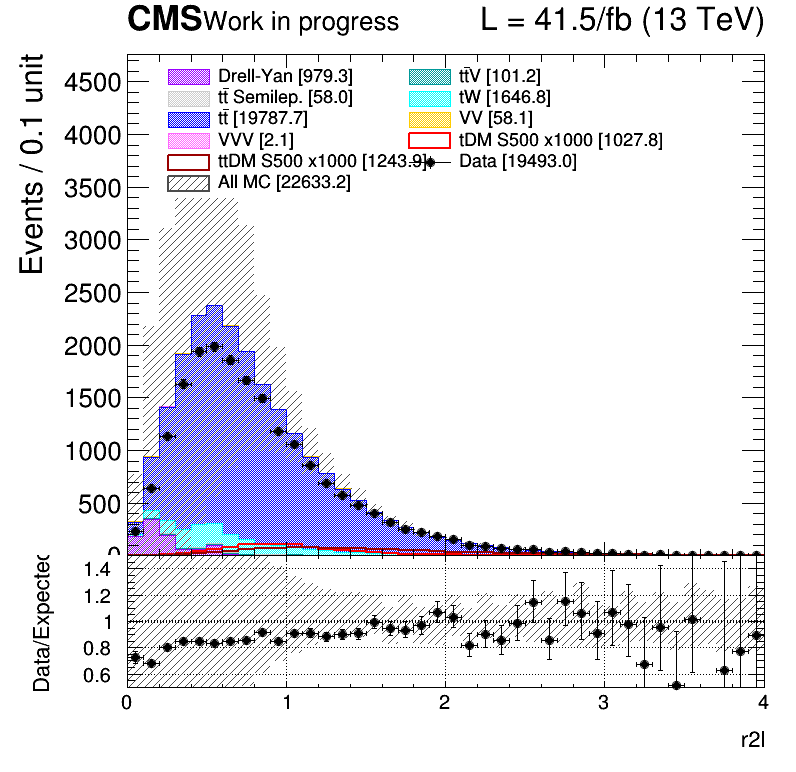 CMS Work in progress L = 41.5/fb (13 TeV)
Events / 0.1 unit
4500
4000
3500
3000
2500
2000
1500
1000
500
0
Drell-Yan [979.3]
tt̄V [101.2]
tt̄ Semilep. [58.0]
tW [1646.8]
tt̄ [19787.7]
VV [58.1]
VVV [2.1]
tDM S500 x1000 [1027.8]
ttDM S500 x1000 [1243.9]
Data [19493.0]
All MC [22633.2]
Data/Expected
1.4
1.2
1
0.8
0.6
0 1 2 3 4
r2l